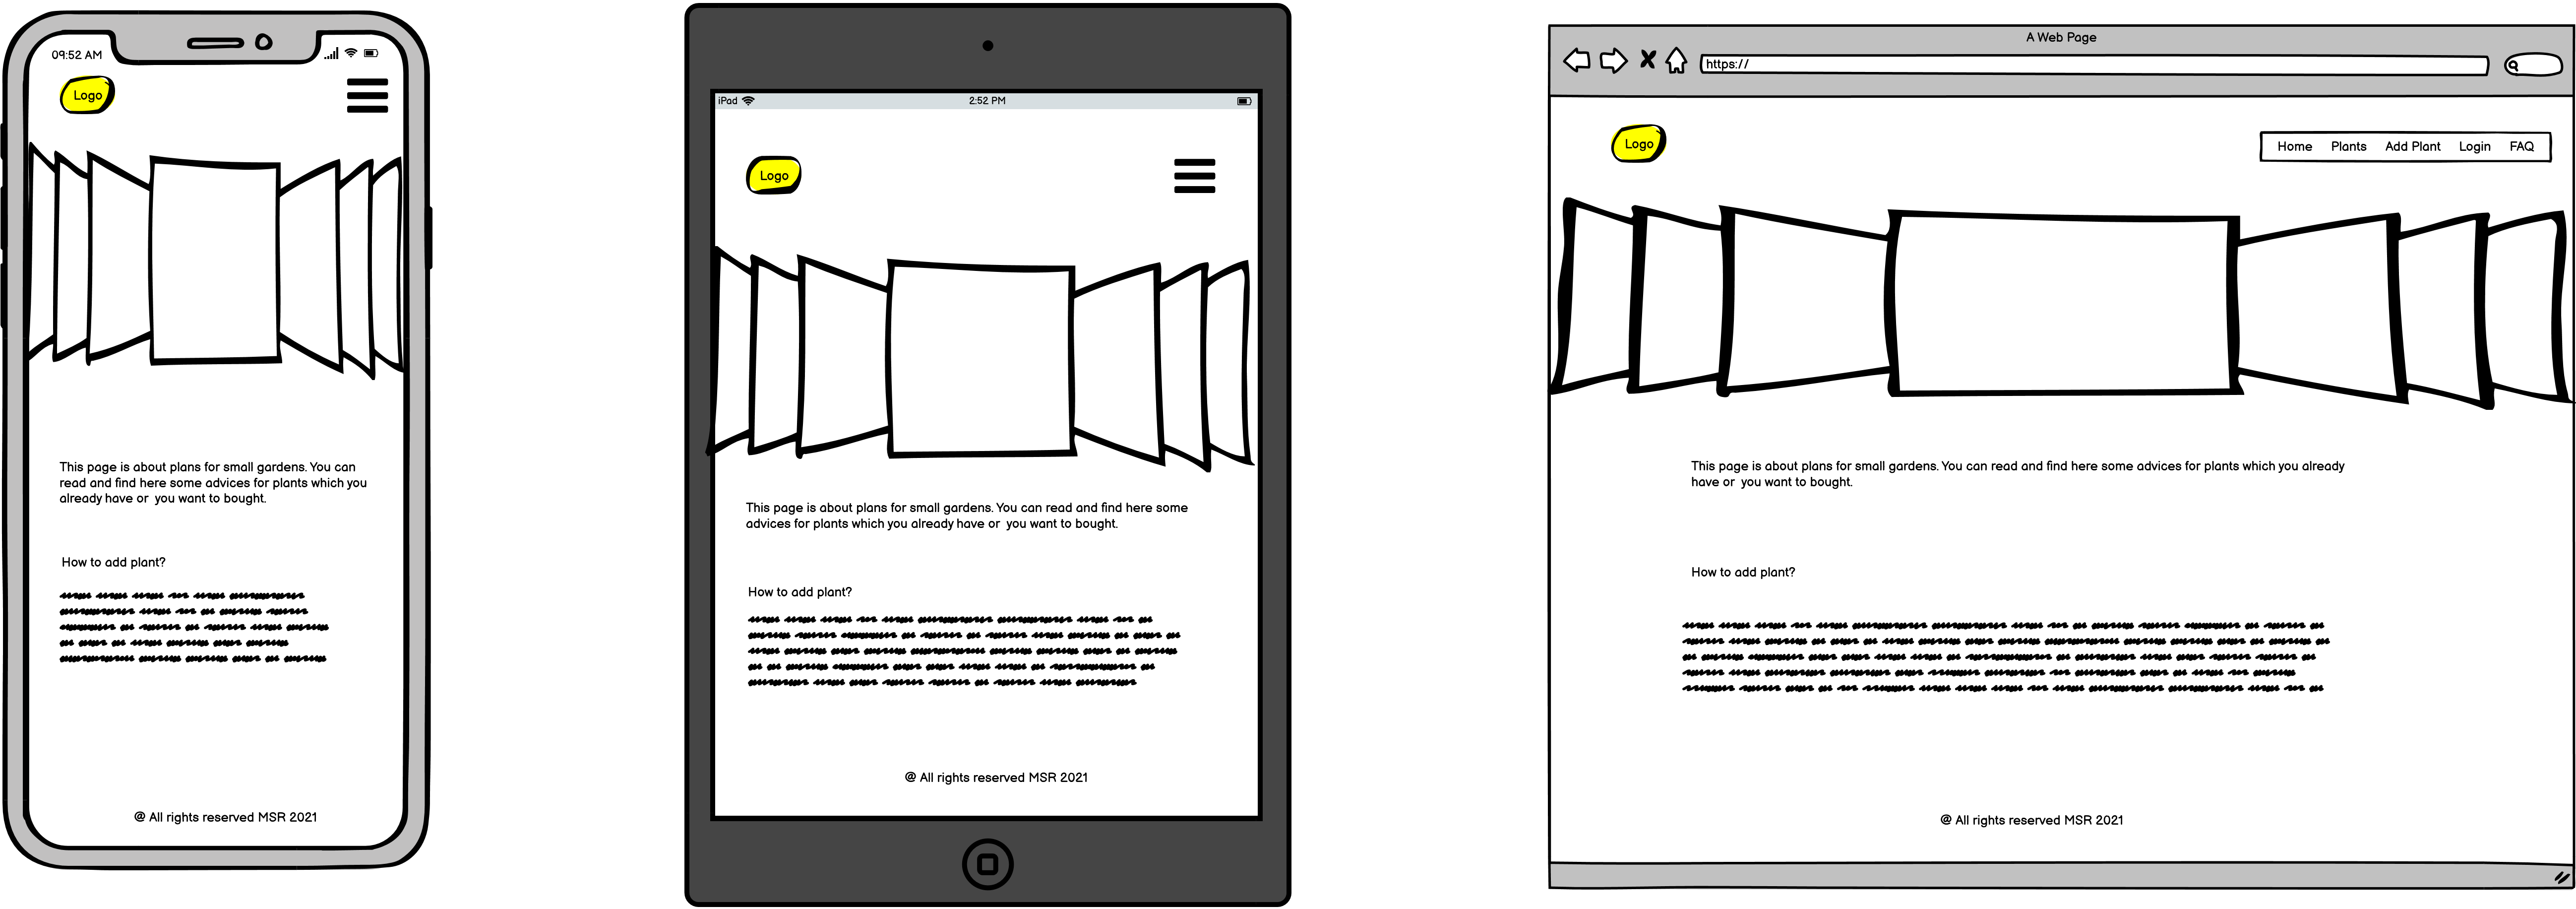 09:52 AM
Logo
This page is about plans for small gardens. You can
read and find here some advices for plants which you
already have or  you want to bought.
How to add plant?
@ All rights reserved MSR 2021
iPad
2:52 PM
Logo
This page is about plans for small gardens. You can read and find here some
advices for plants which you already have or  you want to bought.
How to add plant?
@ All rights reserved MSR 2021
A Web Page
https://
Logo
Home Plants Add Plant Login FAQ
This page is about plans for small gardens. You can read and find here some advices for plants which you already
have or  you want to bought.
How to add plant?
@ All rights reserved MSR 2021